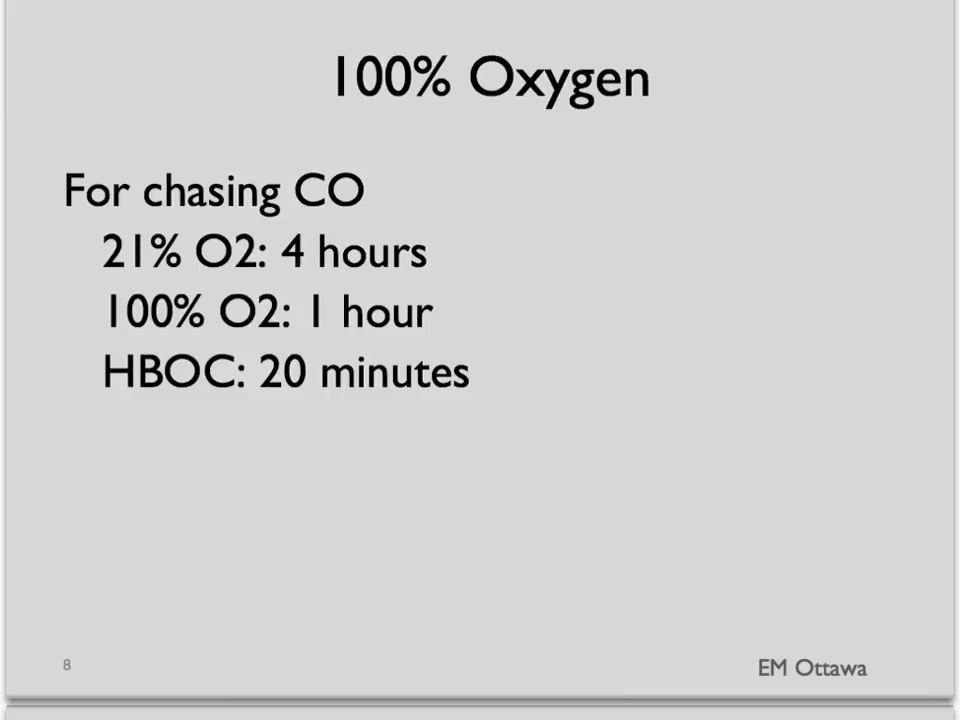 100% Oxygen
For chasing CO
21% O2: 4 hours
100% O2: 1 hour
HBOC: 20 minutes
8
EM Ottawa